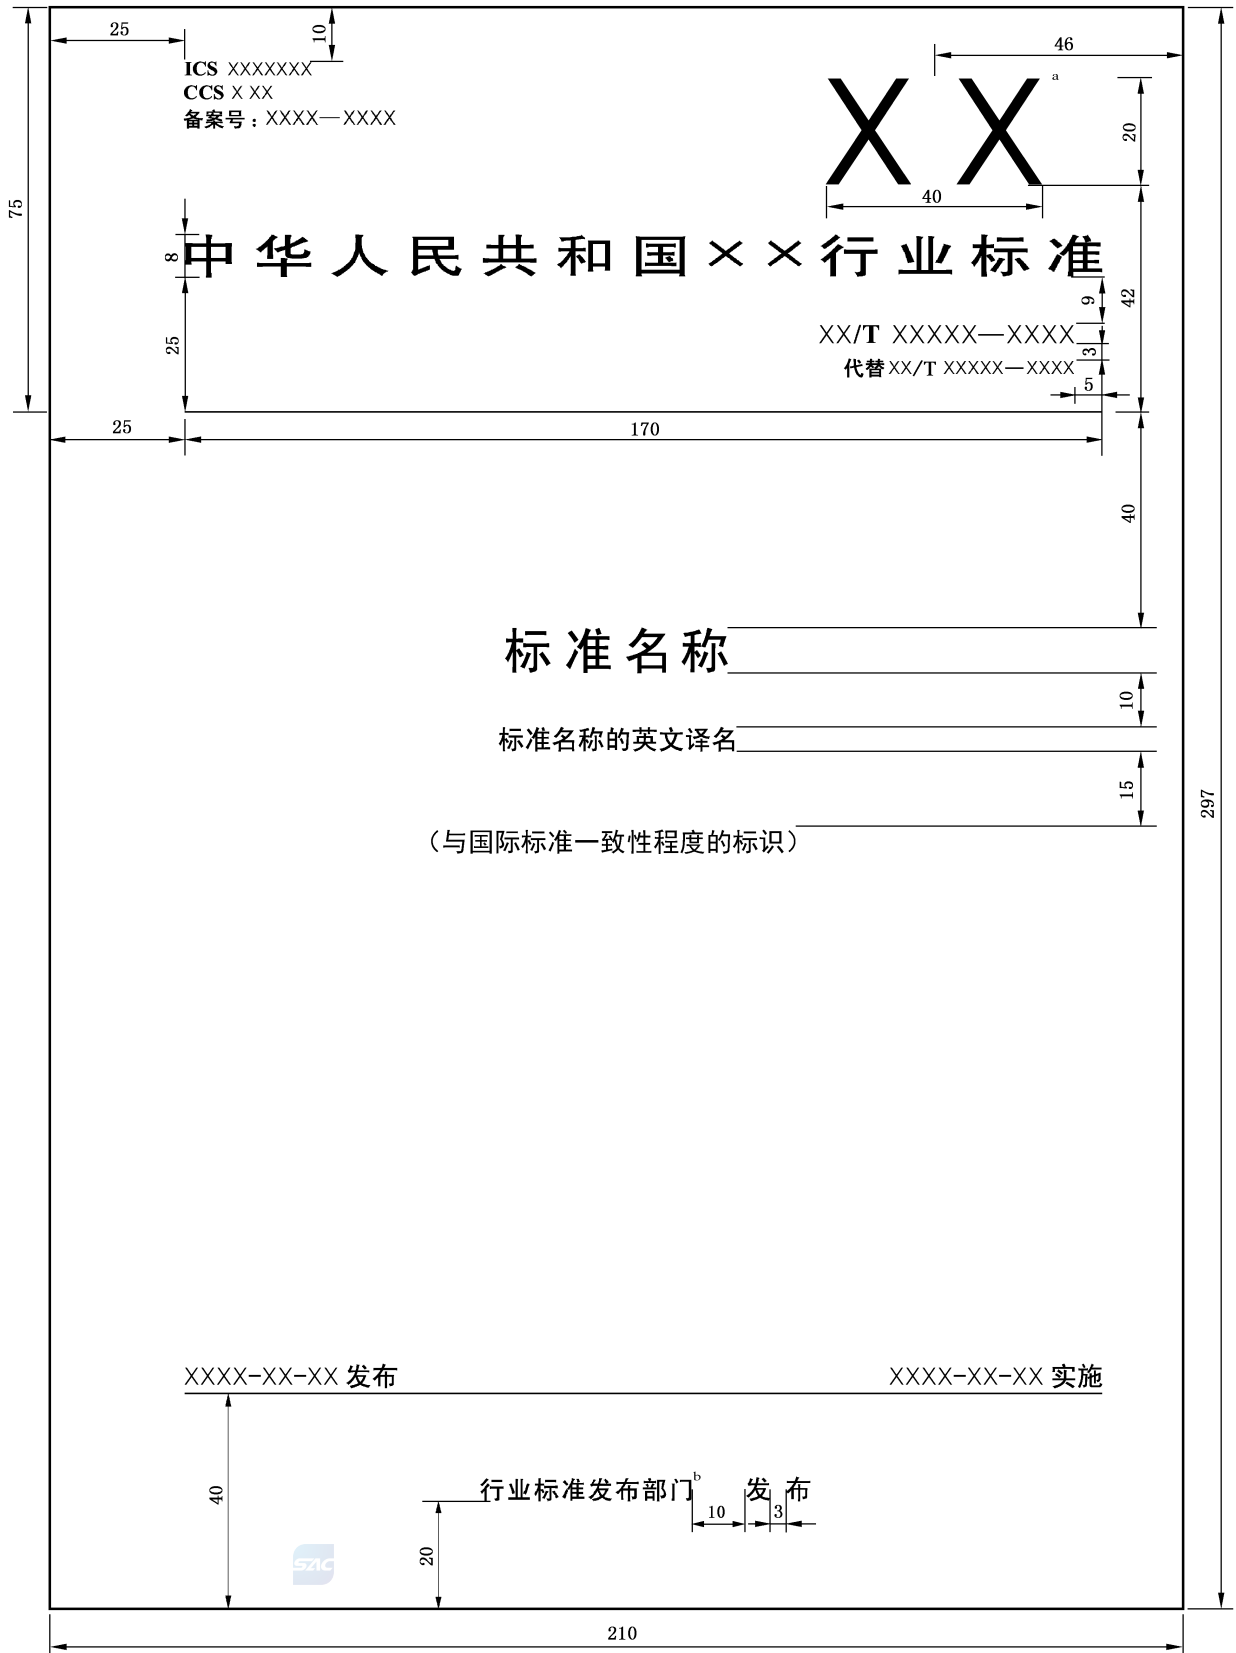 25
10
46
ICS XXXXXXX
CCS X XX
备案号：XXXX—XXXX
XX a
20
40
75
8
中华人民共和国××行业标准
9
42
25
XX/T XXXXX—XXXX
3
代替XX/T XXXXX—XXXX
5
25
170
40
标准名称
10
标准名称的英文译名
15
297
（与国际标准一致性程度的标识）
XXXX-XX-XX 发布
XXXX-XX-XX 实施
40
行业标准发布部门b 发布
10
3
20
SAC
210